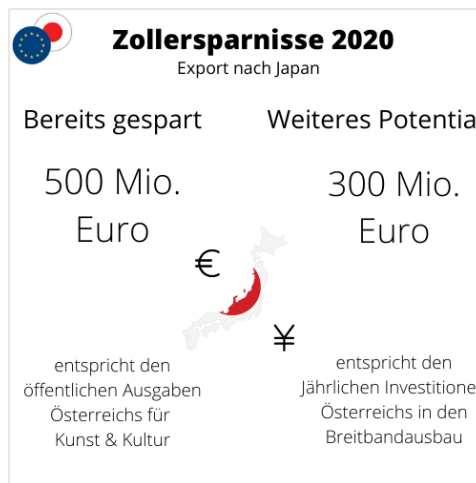 Zollersparnisse 2020
Export nach Japan
Bereits gespart
Weiteres Potentia
500 Mio.
Euro
300 Mio.
Euro
€
¥
entspricht den
öffentlichen Ausgaben
Österreichs für
Kunst & Kultur
entspricht den
Jährlichen Investitione
Österreichs in den
Breitbandausbau